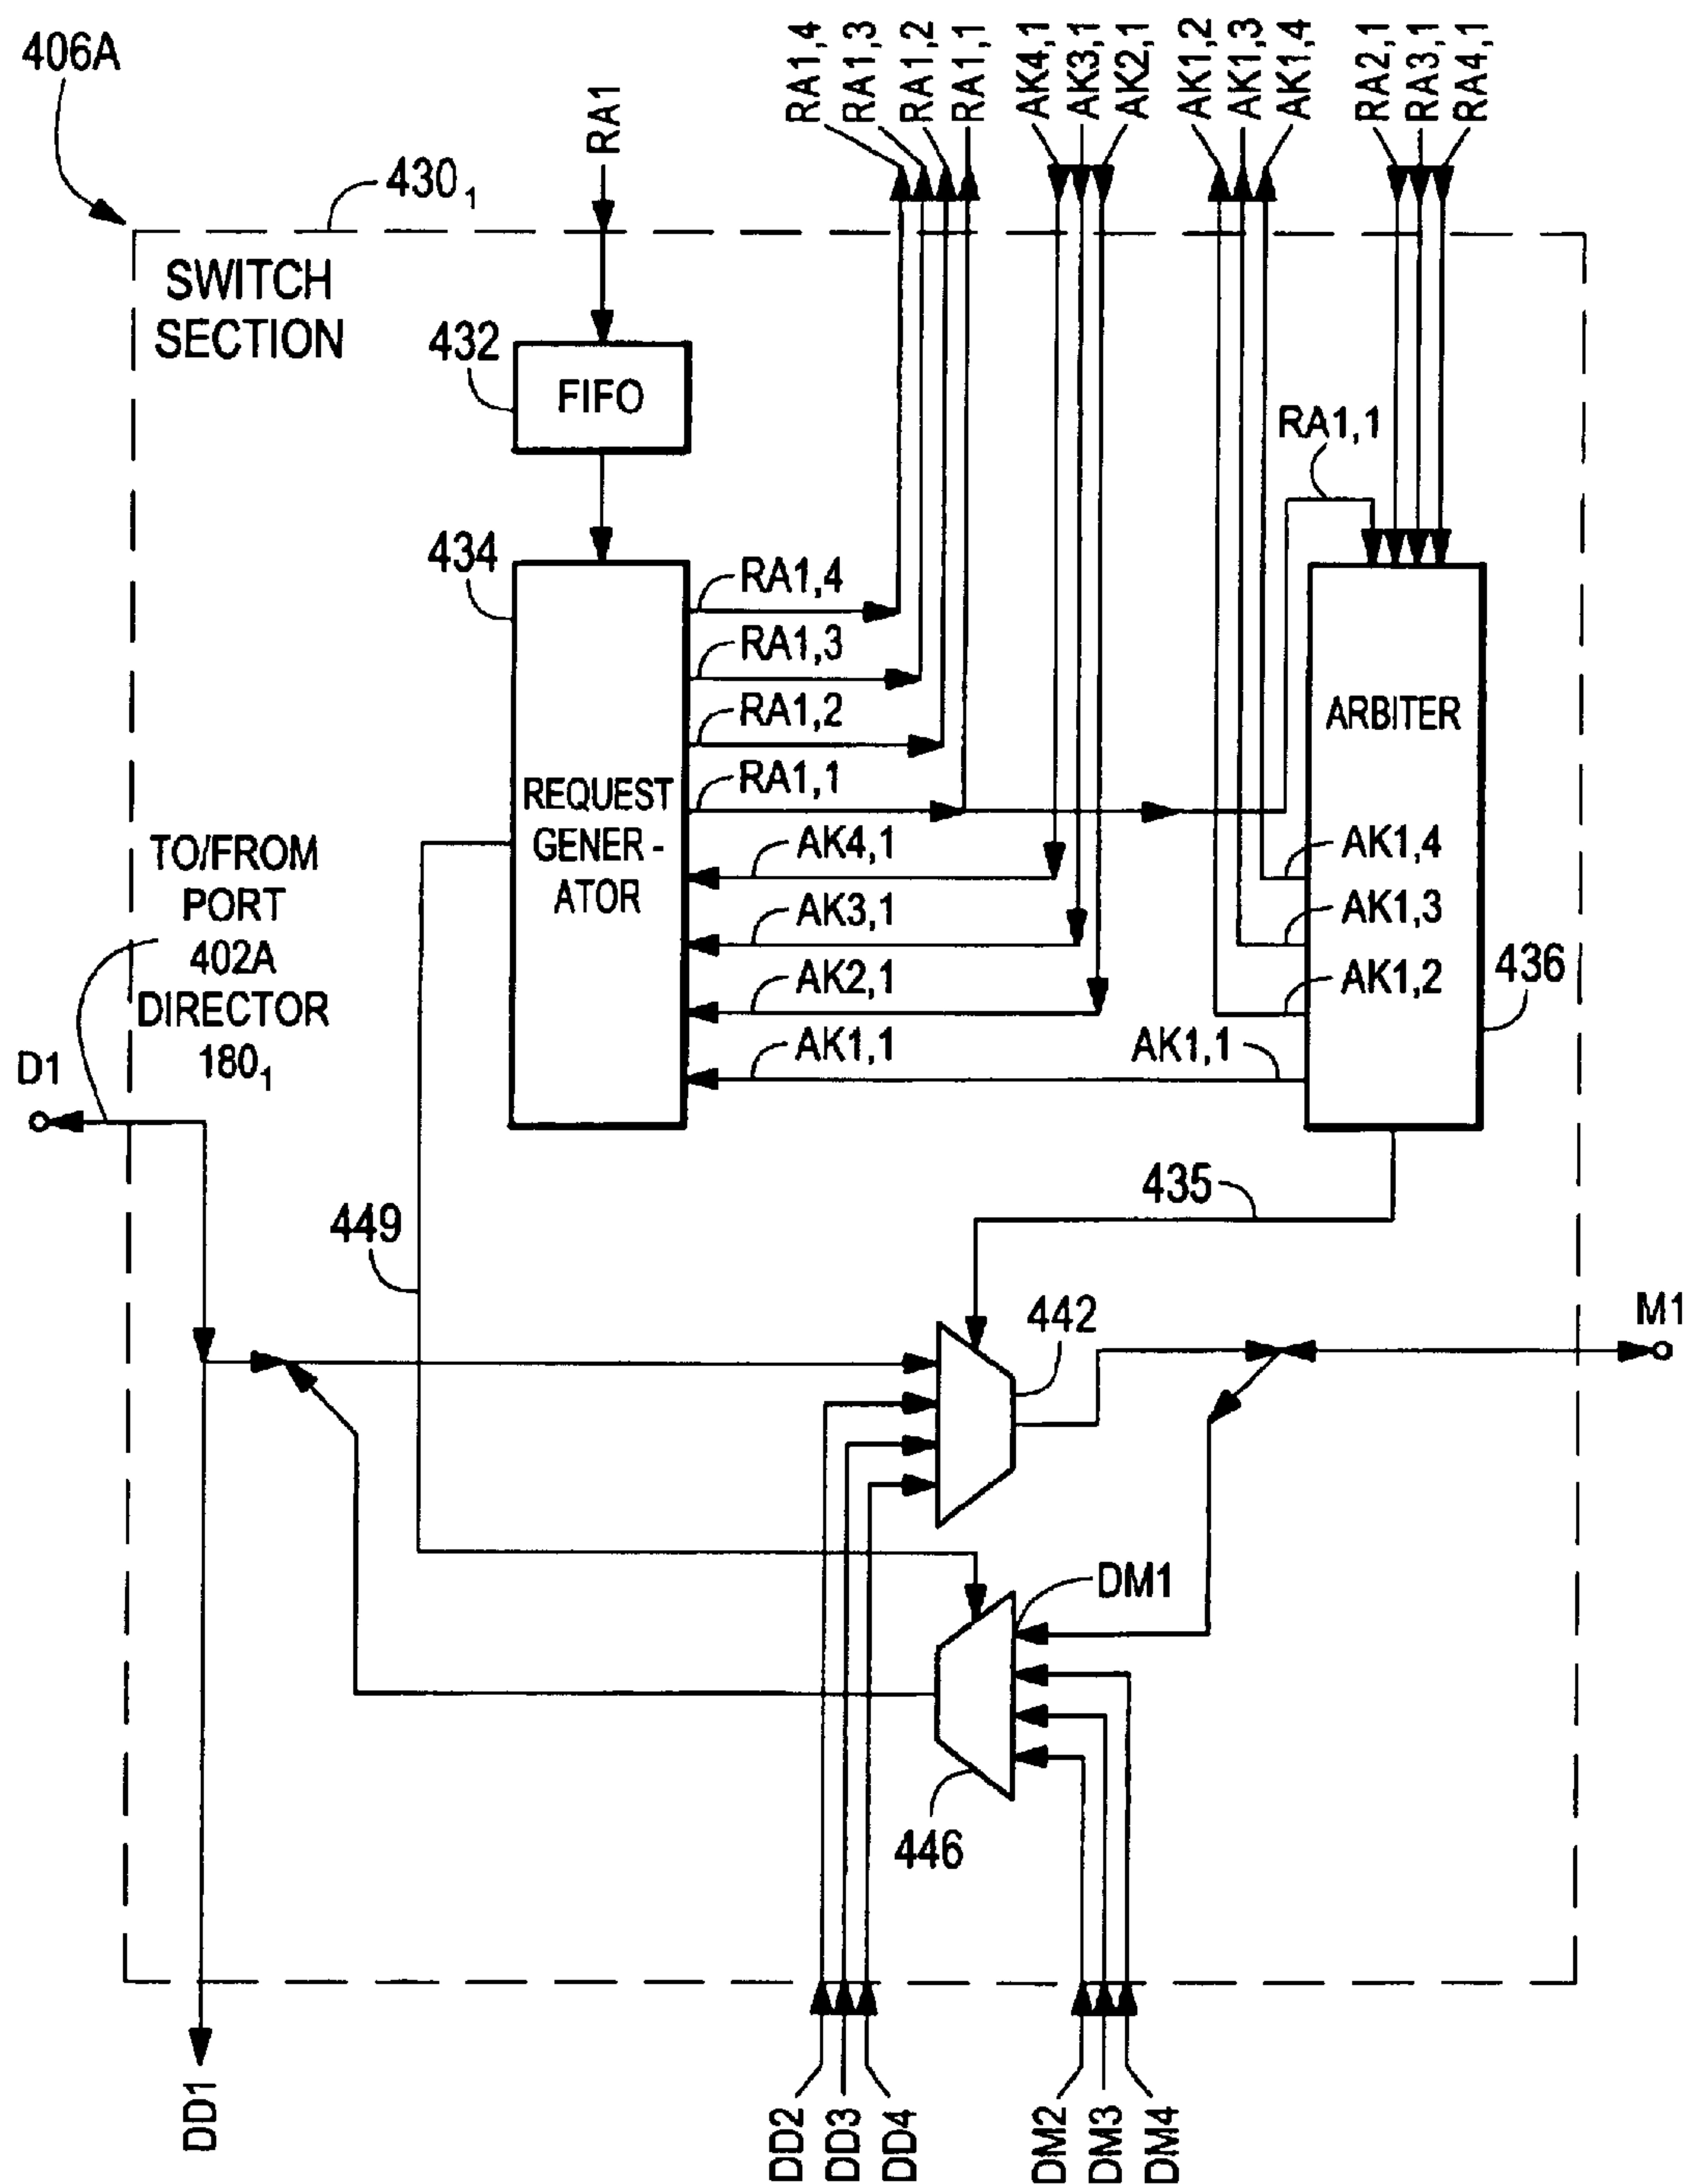 406A
430₁
RA1
RA1,4
RA1,3
RA1,2
RA1,1
AK4,1
AK3,1
AK2,1
AK1,2
AK1,3
AK1,4
RA2,1
RA3,1
RA4,1
SWITCH
SECTION
432
FIFO
RA1,1
434
REQUEST
GENER -
ATOR
RA1,4
RA1,3
RA1,2
RA1,1
AK4,1
AK3,1
AK2,1
AK1,1
ARBITER
AK1,4
AK1,3
AK1,2
AK1,1
436
TO/FROM
PORT
402A
DIRECTOR
180₁
D1
449
435
442
M1
DM1
446
DD1
DD2
DD3
DD4
DM2
DM3
DM4